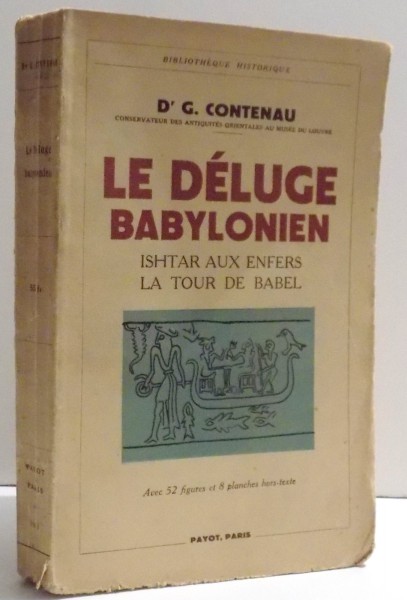 BIBLIOTHÈQUE HISTORIQUE
Dr G. CONTENAU
CONSERVATEUR DES ANTIQUITÉS ORIENTALES AU MUSÉE DU LOUVRE
LE DÉLUGE
BABYLONIEN
ISHTAR AUX ENFERS
LA TOUR DE BABEL
Avec 52 figures et 8 planches hors-texte
PAYOT, PARIS
Le Déluge
babylonien
PAYOT
PARIS